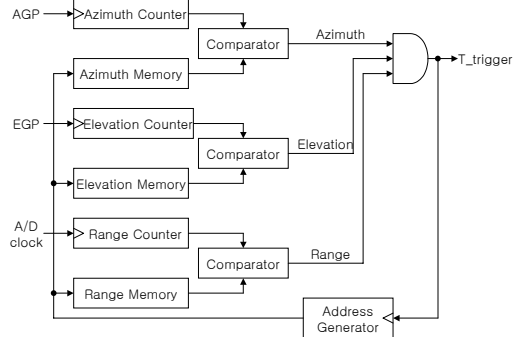 AGP
Azimuth Counter
Comparator
Azimuth
Azimuth Memory
T_trigger
EGP
Elevation Counter
Comparator
Elevation
Elevation Memory
A/D
clock
Range Counter
Comparator
Range
Range Memory
Address
Generator